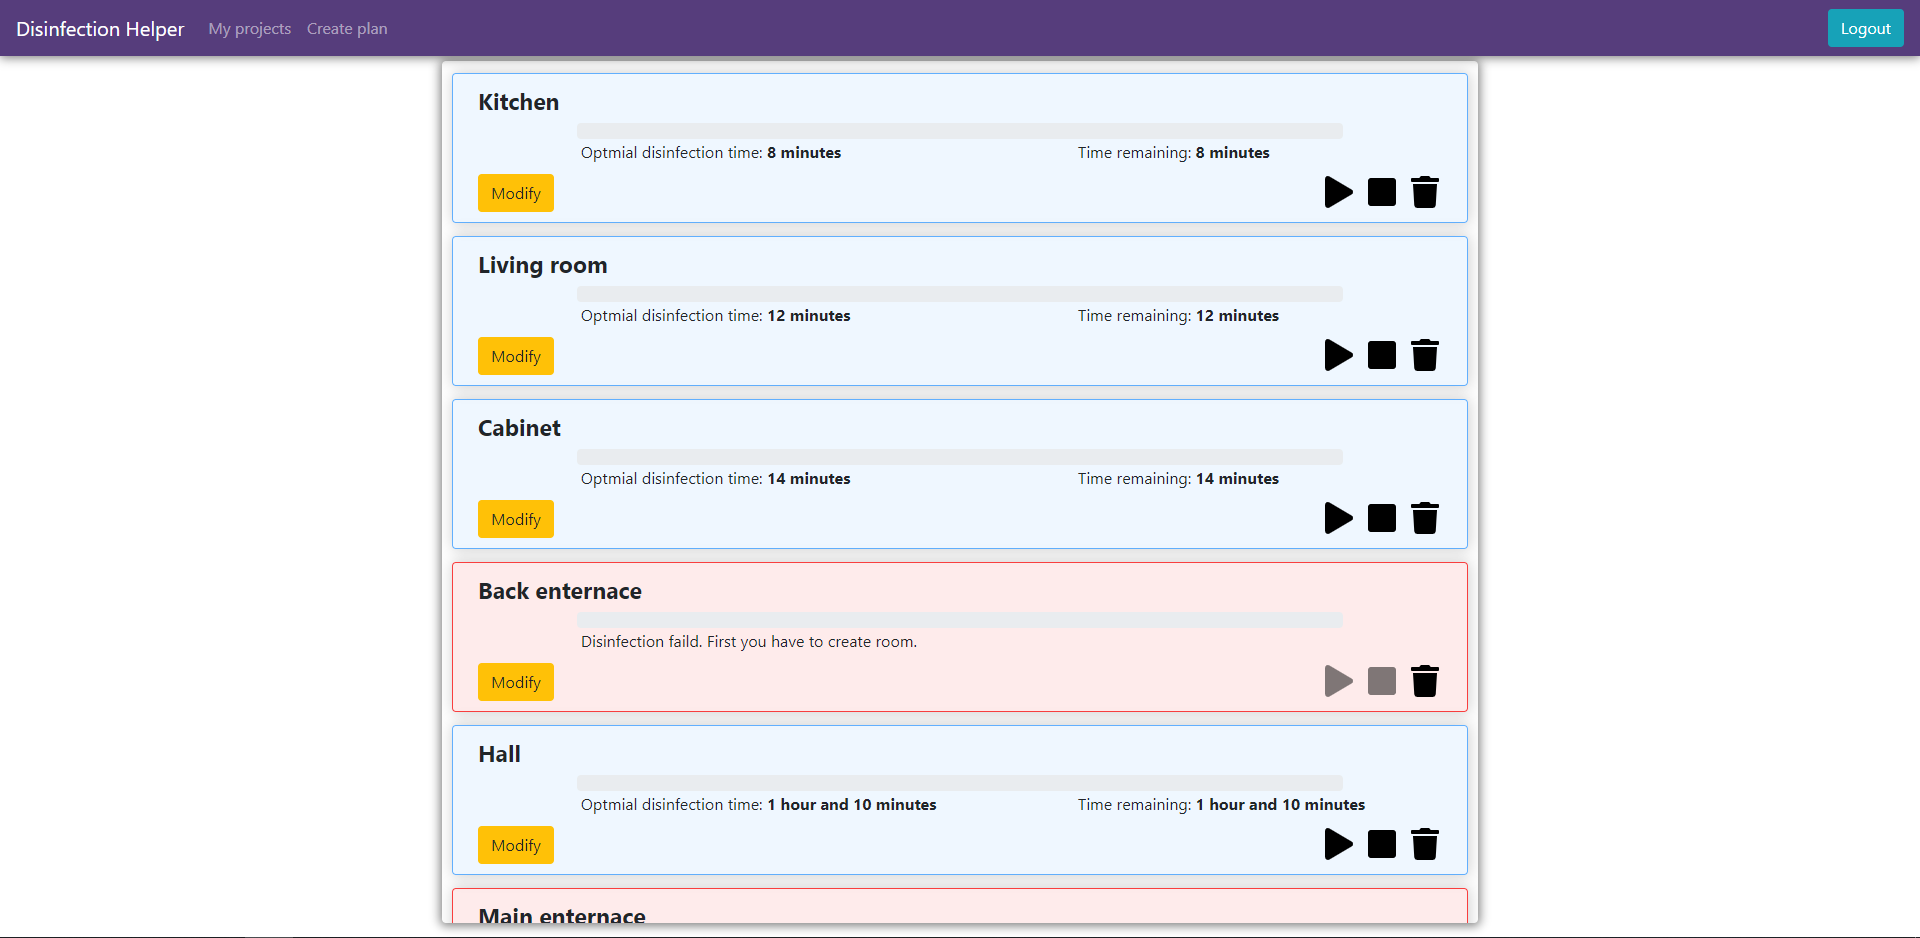 Disinfection Helper My projects Create plan Logout
Kitchen
Optmial disinfection time: 8 minutes Time remaining: 8 minutes
Modify
Living room
Optmial disinfection time: 12 minutes Time remaining: 12 minutes
Modify
Cabinet
Optmial disinfection time: 14 minutes Time remaining: 14 minutes
Modify
Back enternace
Disinfection faild. First you have to create room.
Modify
Hall
Optmial disinfection time: 1 hour and 10 minutes Time remaining: 1 hour and 10 minutes
Modify
Main enternace